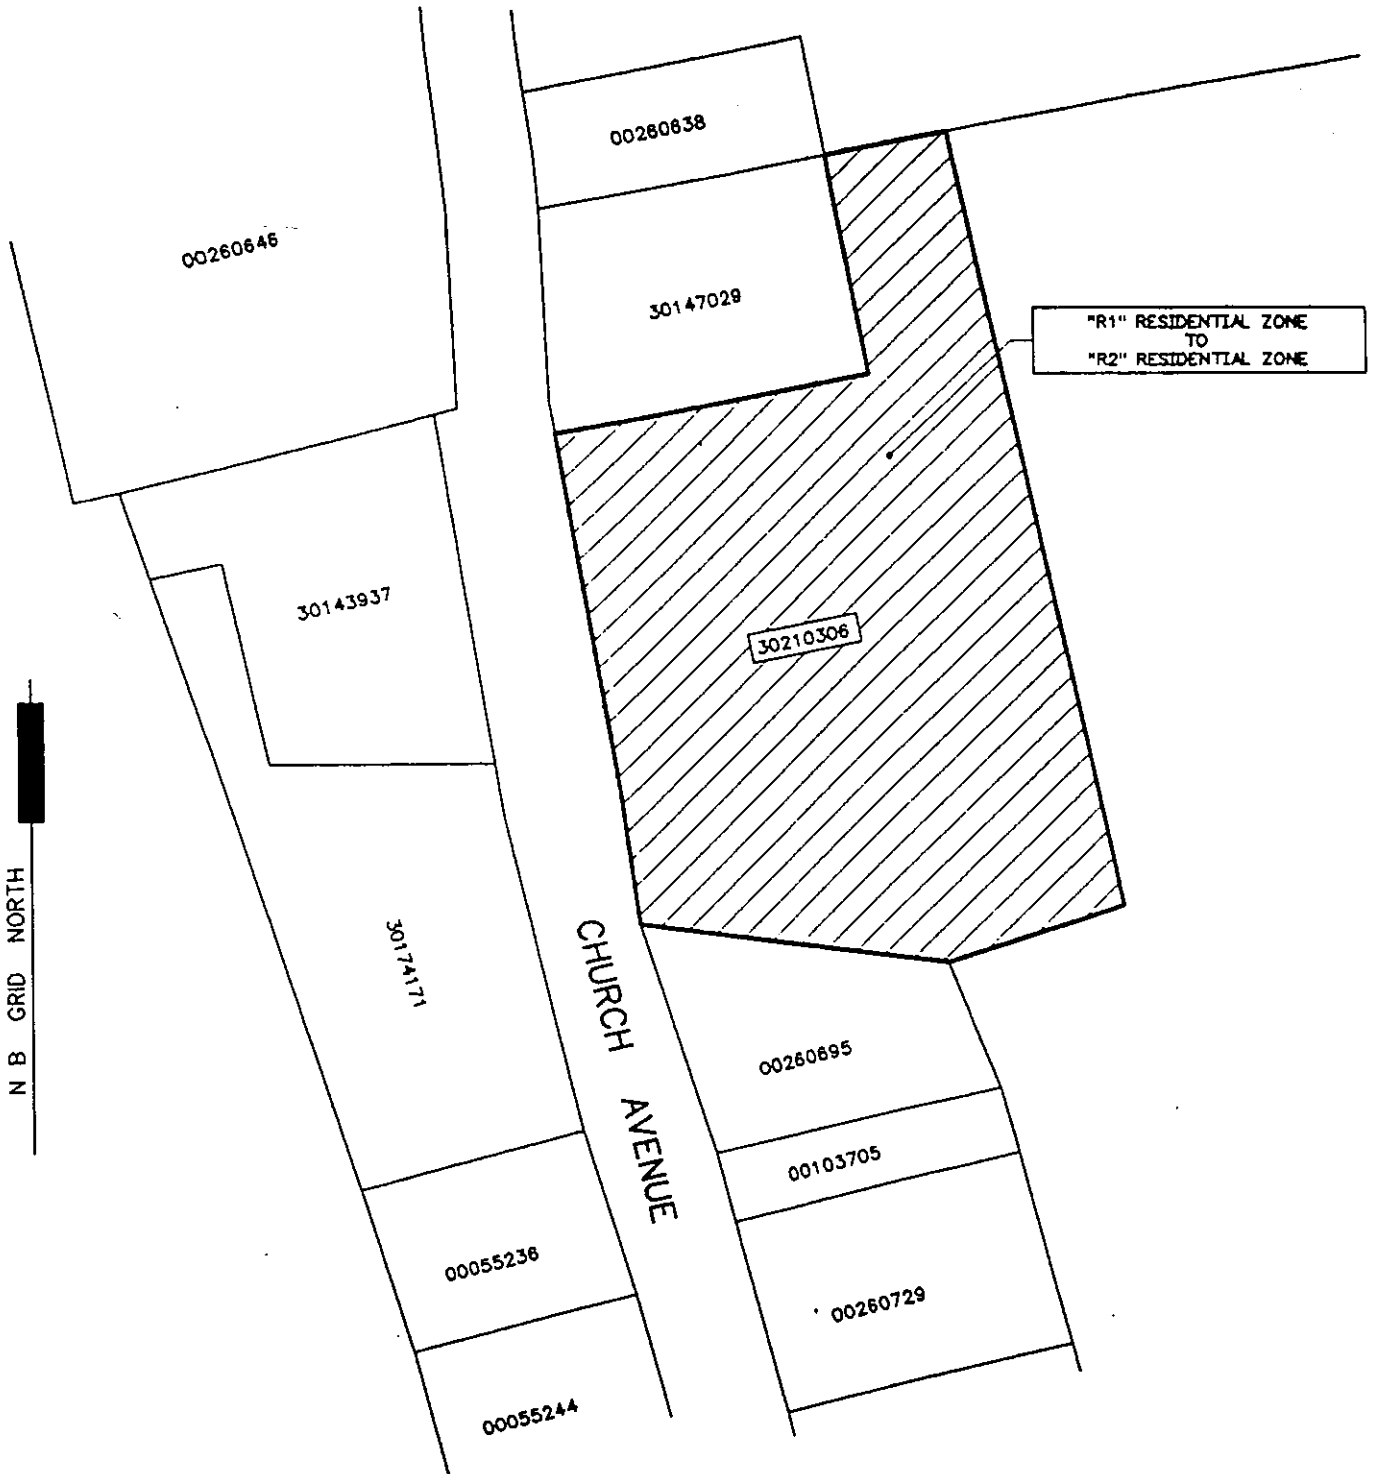 00260638
00260646
30147029
"R1" RESIDENTIAL ZONE
TO
"R2" RESIDENTIAL ZONE
30143937
30210306
N B GRID NORTH
30174171
CHURCH AVENUE
00260695
00103705
00055236
00260729
00055244